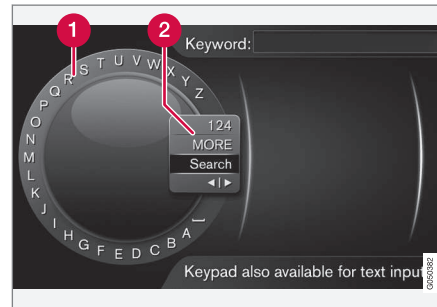 1
2
Keyword:
A B C D E F G H I J K L M N O P Q R S T U V W X Y Z
124
MORE
Search
◄|►
Keypad also available for text input
G050382